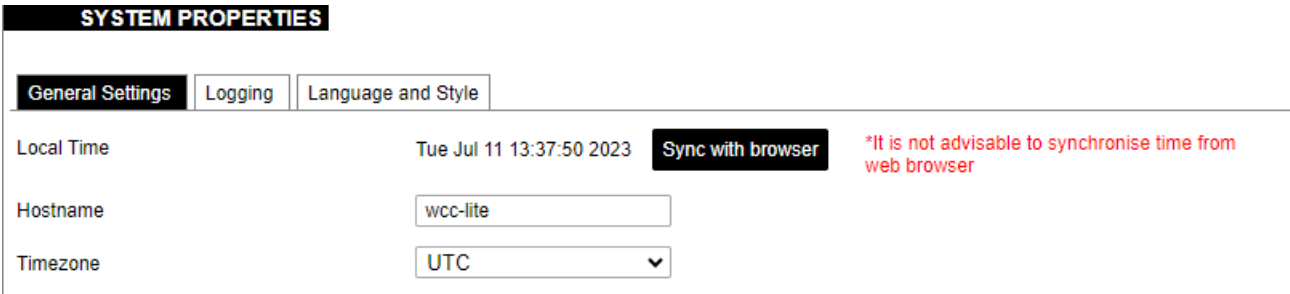 SYSTEM PROPERTIES
General Settings Logging Language and Style
Local Time Tue Jul 11 13:37:50 2023 Sync with browser *It is not advisable to synchronise time from
web browser
Hostname wcc-lite
Timezone UTC